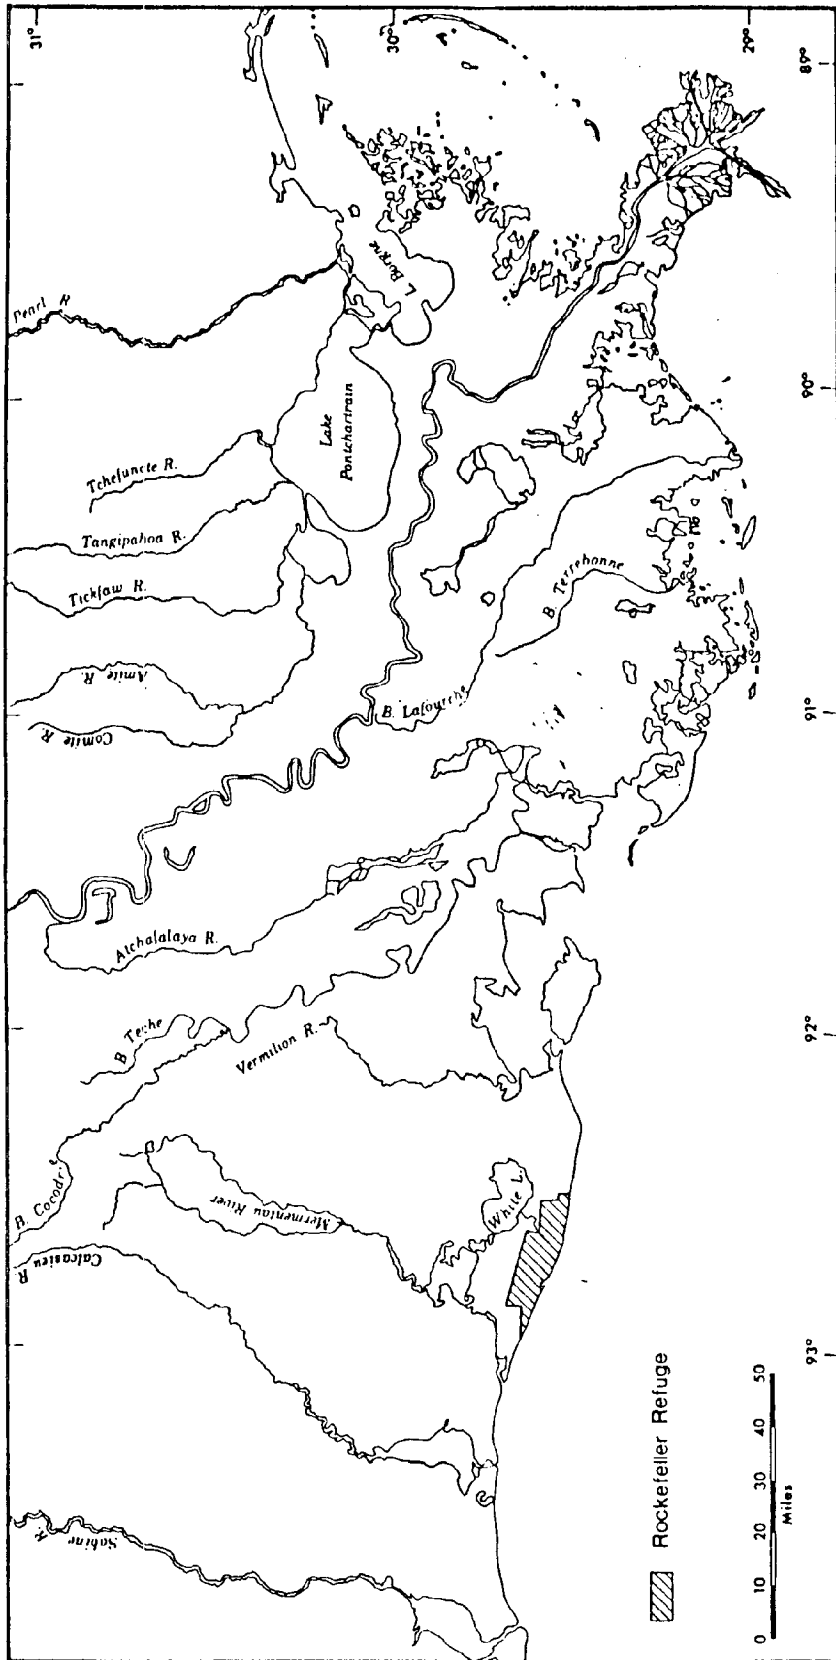 31°
30°
29°
89°
90°
91°
92°
93°
Pearl R
Tchefuncte R.
Tangipahoa R.
Tickfaw R.
Amite R.
Comite R.
Lake
Pontchartrain
L. Borgne
B. Lafourche
B. Terrebonne
Atchafalaya R.
B Teche
Vermilion R.
B. Cocodr.
Mermentau River
Calcasieu
R.
White L.
Sabine
R.
Rockefeller Refuge
0 10 20 30 40 50
Miles